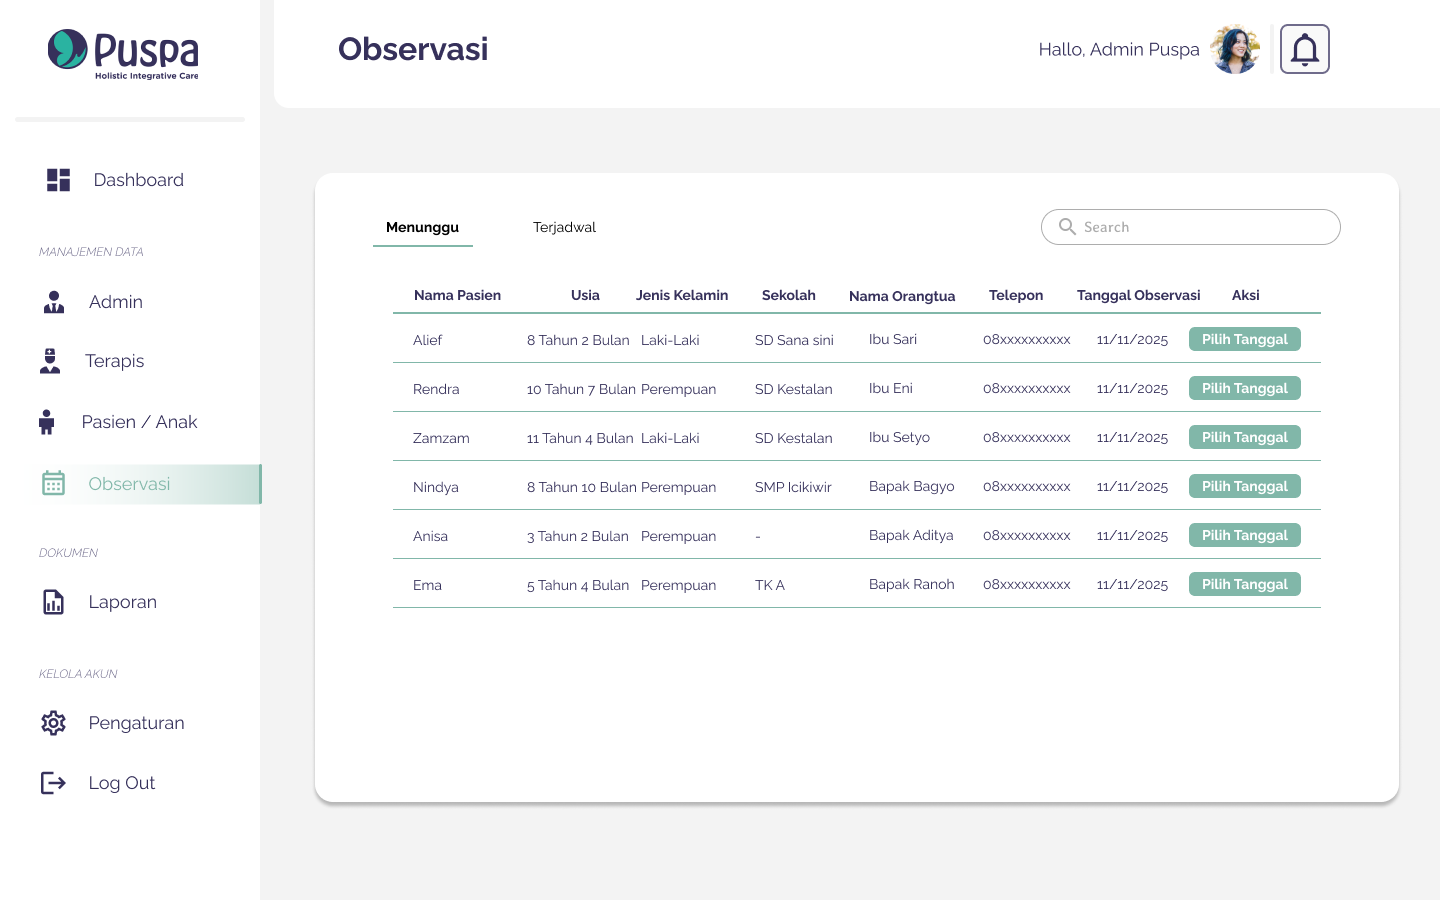 Puspa
Holistic Integrative Care
Observasi
Hallo, Admin Puspa
Dashboard
MANAJEMEN DATA
Admin
Terapis
Pasien / Anak
Observasi
DOKUMEN
Laporan
KELOLA AKUN
Pengaturan
Log Out
Menunggu Terjadwal Search
Nama Pasien Usia Jenis Kelamin Sekolah Nama Orangtua Telepon Tanggal Observasi Aksi
Alief 8 Tahun 2 Bulan Laki-Laki SD Sana sini Ibu Sari 08xxxxxxxxxx 11/11/2025 Pilih Tanggal
Rendra 10 Tahun 7 Bulan Perempuan SD Kestalan Ibu Eni 08xxxxxxxxxx 11/11/2025 Pilih Tanggal
Zamzam 11 Tahun 4 Bulan Laki-Laki SD Kestalan Ibu Setyo 08xxxxxxxxxx 11/11/2025 Pilih Tanggal
Nindya 8 Tahun 10 Bulan Perempuan SMP Icikiwir Bapak Bagyo 08xxxxxxxxxx 11/11/2025 Pilih Tanggal
Anisa 3 Tahun 2 Bulan Perempuan - Bapak Aditya 08xxxxxxxxxx 11/11/2025 Pilih Tanggal
Ema 5 Tahun 4 Bulan Perempuan TK A Bapak Ranoh 08xxxxxxxxxx 11/11/2025 Pilih Tanggal